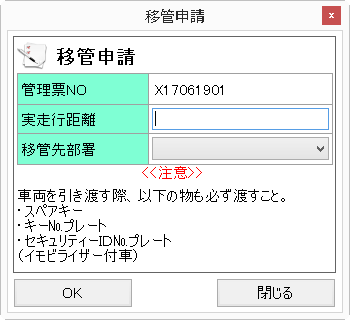 移管申請
x
移管申請
管理票NO X17061901
実走行距離
移管先部署
<<注意>>
車両を引き渡す際、以下の物も必ず渡すこと。
・スペアキー
・キー№プレート
・セキュリティーID№プレート
(イモビライザー付車)
OK 閉じる